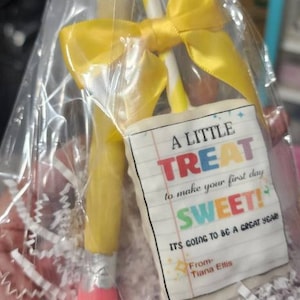 A LITTLE
TREAT
to make your first day
SWEET!
IT'S GOING TO BE A GREAT YEAR!
From-
Tiana Ellis